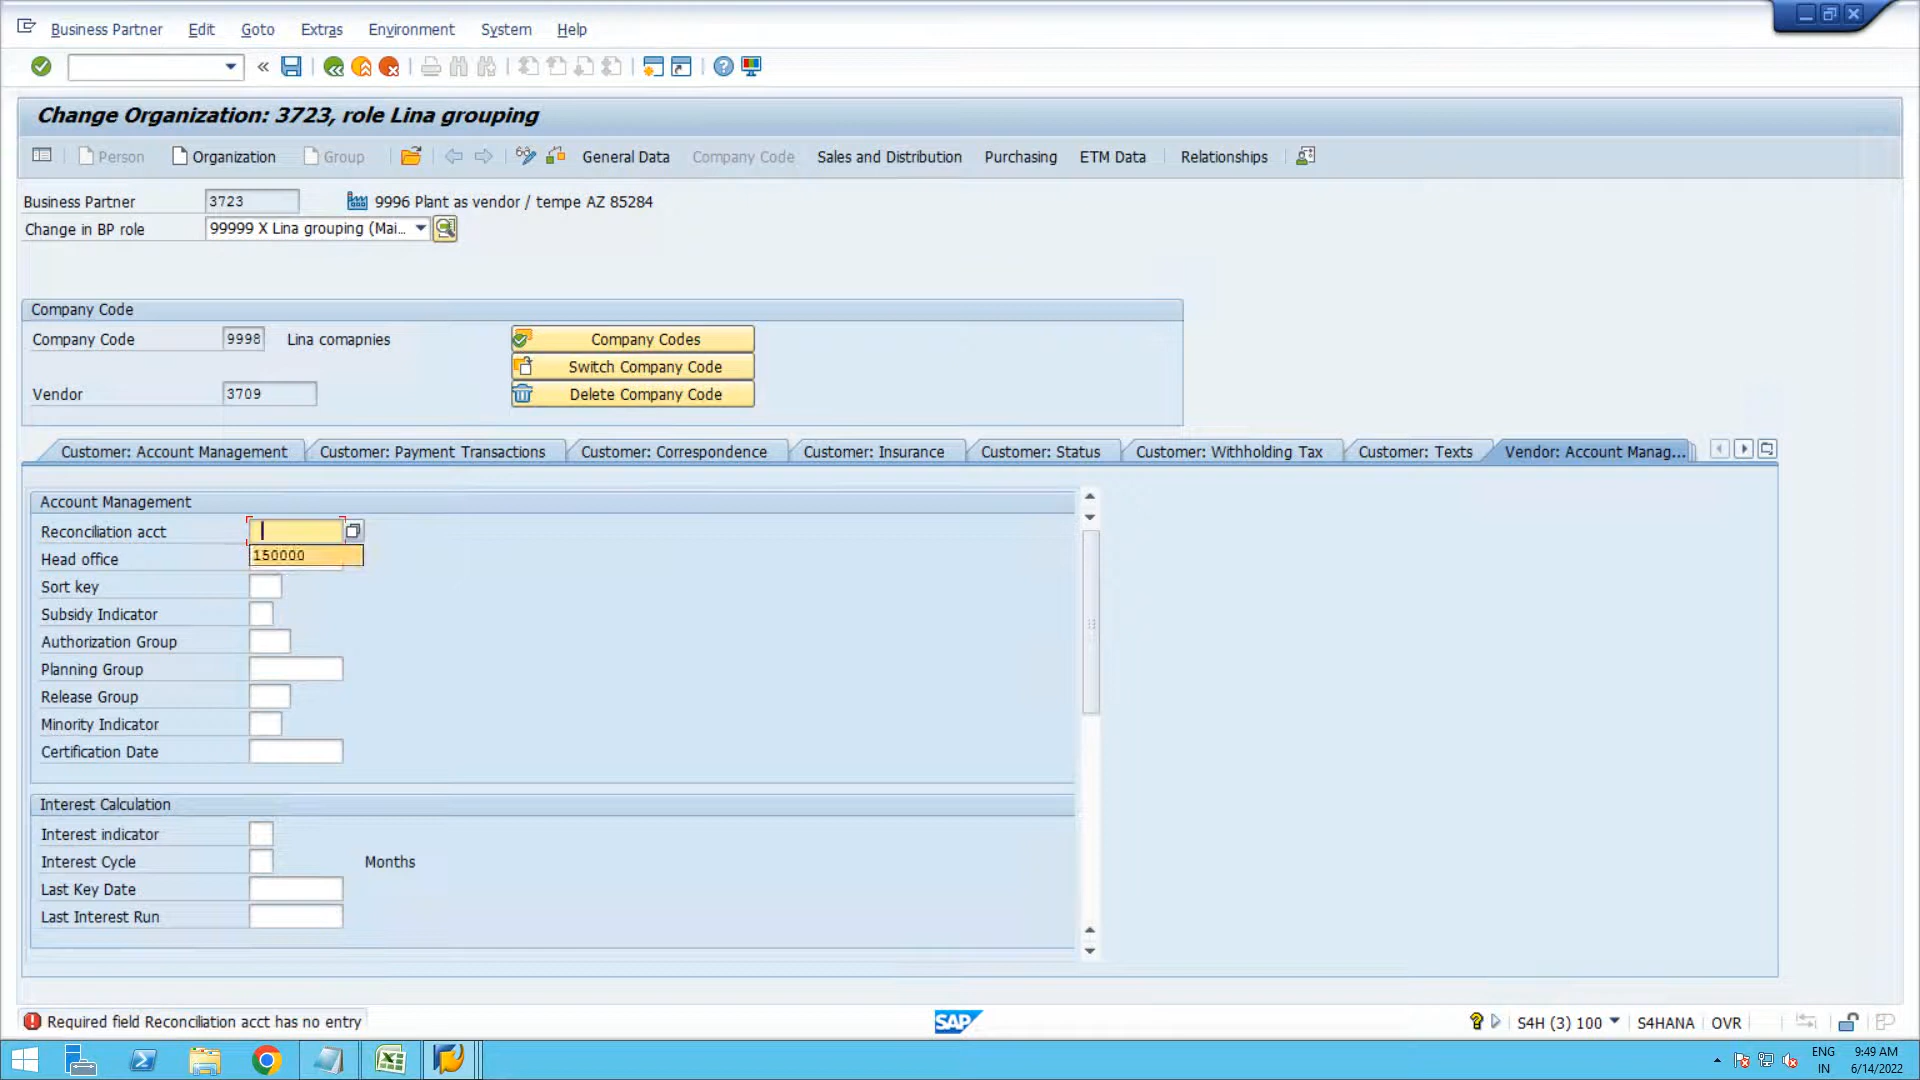 Business Partner Edit Goto Extras Environment System Help
Change Organization: 3723, role Lina grouping
Person Organization Group General Data Company Code Sales and Distribution Purchasing ETM Data Relationships
Business Partner 3723 9996 Plant as vendor / tempe AZ 85284
Change in BP role 99999 X Lina grouping (Mai...
Company Code
Company Code 9998 Lina comapnies Company Codes
Switch Company Code
Vendor 3709 Delete Company Code
Customer: Account Management Customer: Payment Transactions Customer: Correspondence Customer: Insurance Customer: Status Customer: Withholding Tax Customer: Texts Vendor: Account Manag...
Account Management
Reconciliation acct
150000
Head office
Sort key
Subsidy Indicator
Authorization Group
Planning Group
Release Group
Minority Indicator
Certification Date
Interest Calculation
Interest indicator
Interest Cycle Months
Last Key Date
Last Interest Run
Required field Reconciliation acct has no entry SAP S4H (3) 100 S4HANA OVR
ENG 9:49 AM
IN 6/14/2022